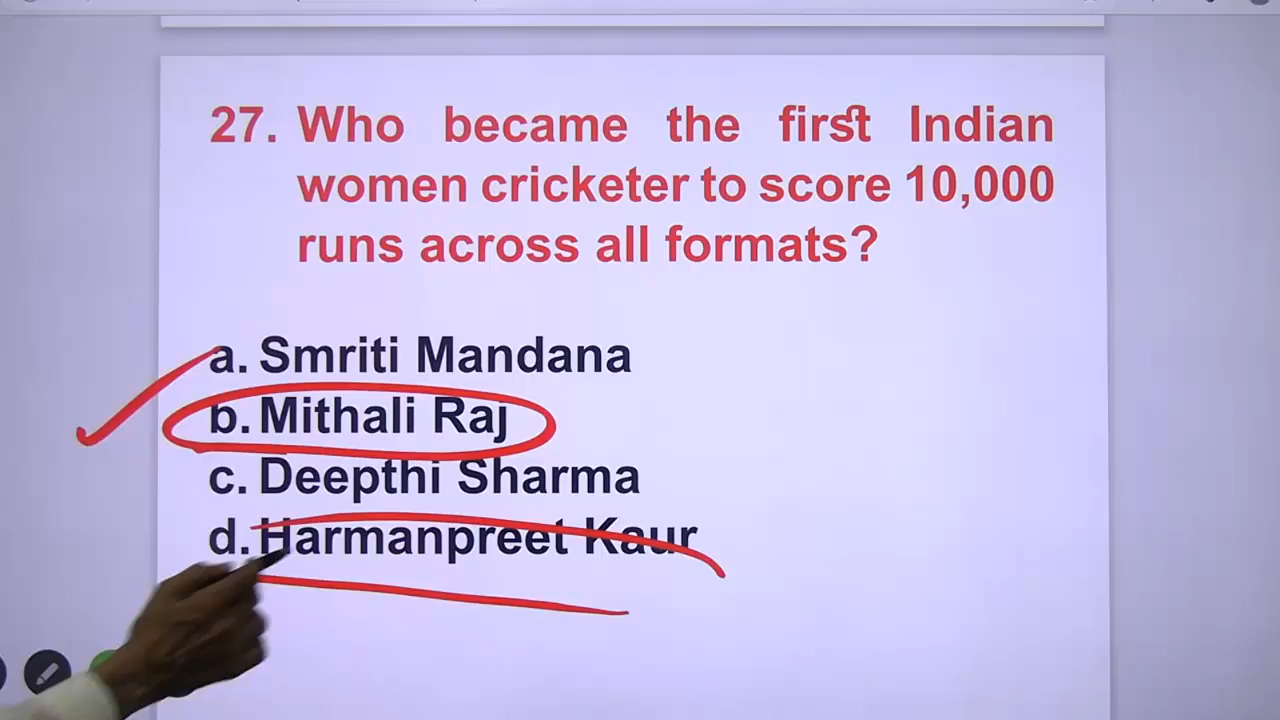 27. Who became the first Indian
women cricketer to score 10,000
runs across all formats?
a. Smriti Mandana
b. Mithali Raj
c. Deepthi Sharma
d. Harmanpreet Kaur